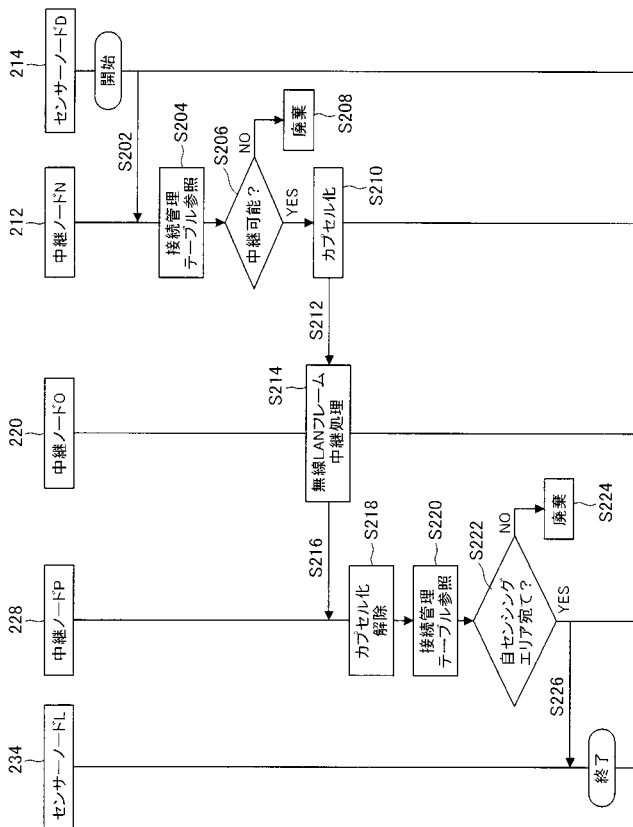 234
センサーノードL
228
中継ノードP
220
中継ノードO
212
中継ノードN
214
センサーノードD
開始
S202
S204
接続管理
テーブル参照
S206
中継可能?
NO
S208
廃棄
YES
S210
カプセル化
S212
S214
無線LANフレーム
中継処理
S216
S218
カプセル化
解除
S220
接続管理
テーブル参照
S222
自センシング
エリア宛て?
NO
S224
廃棄
YES
S226
終了